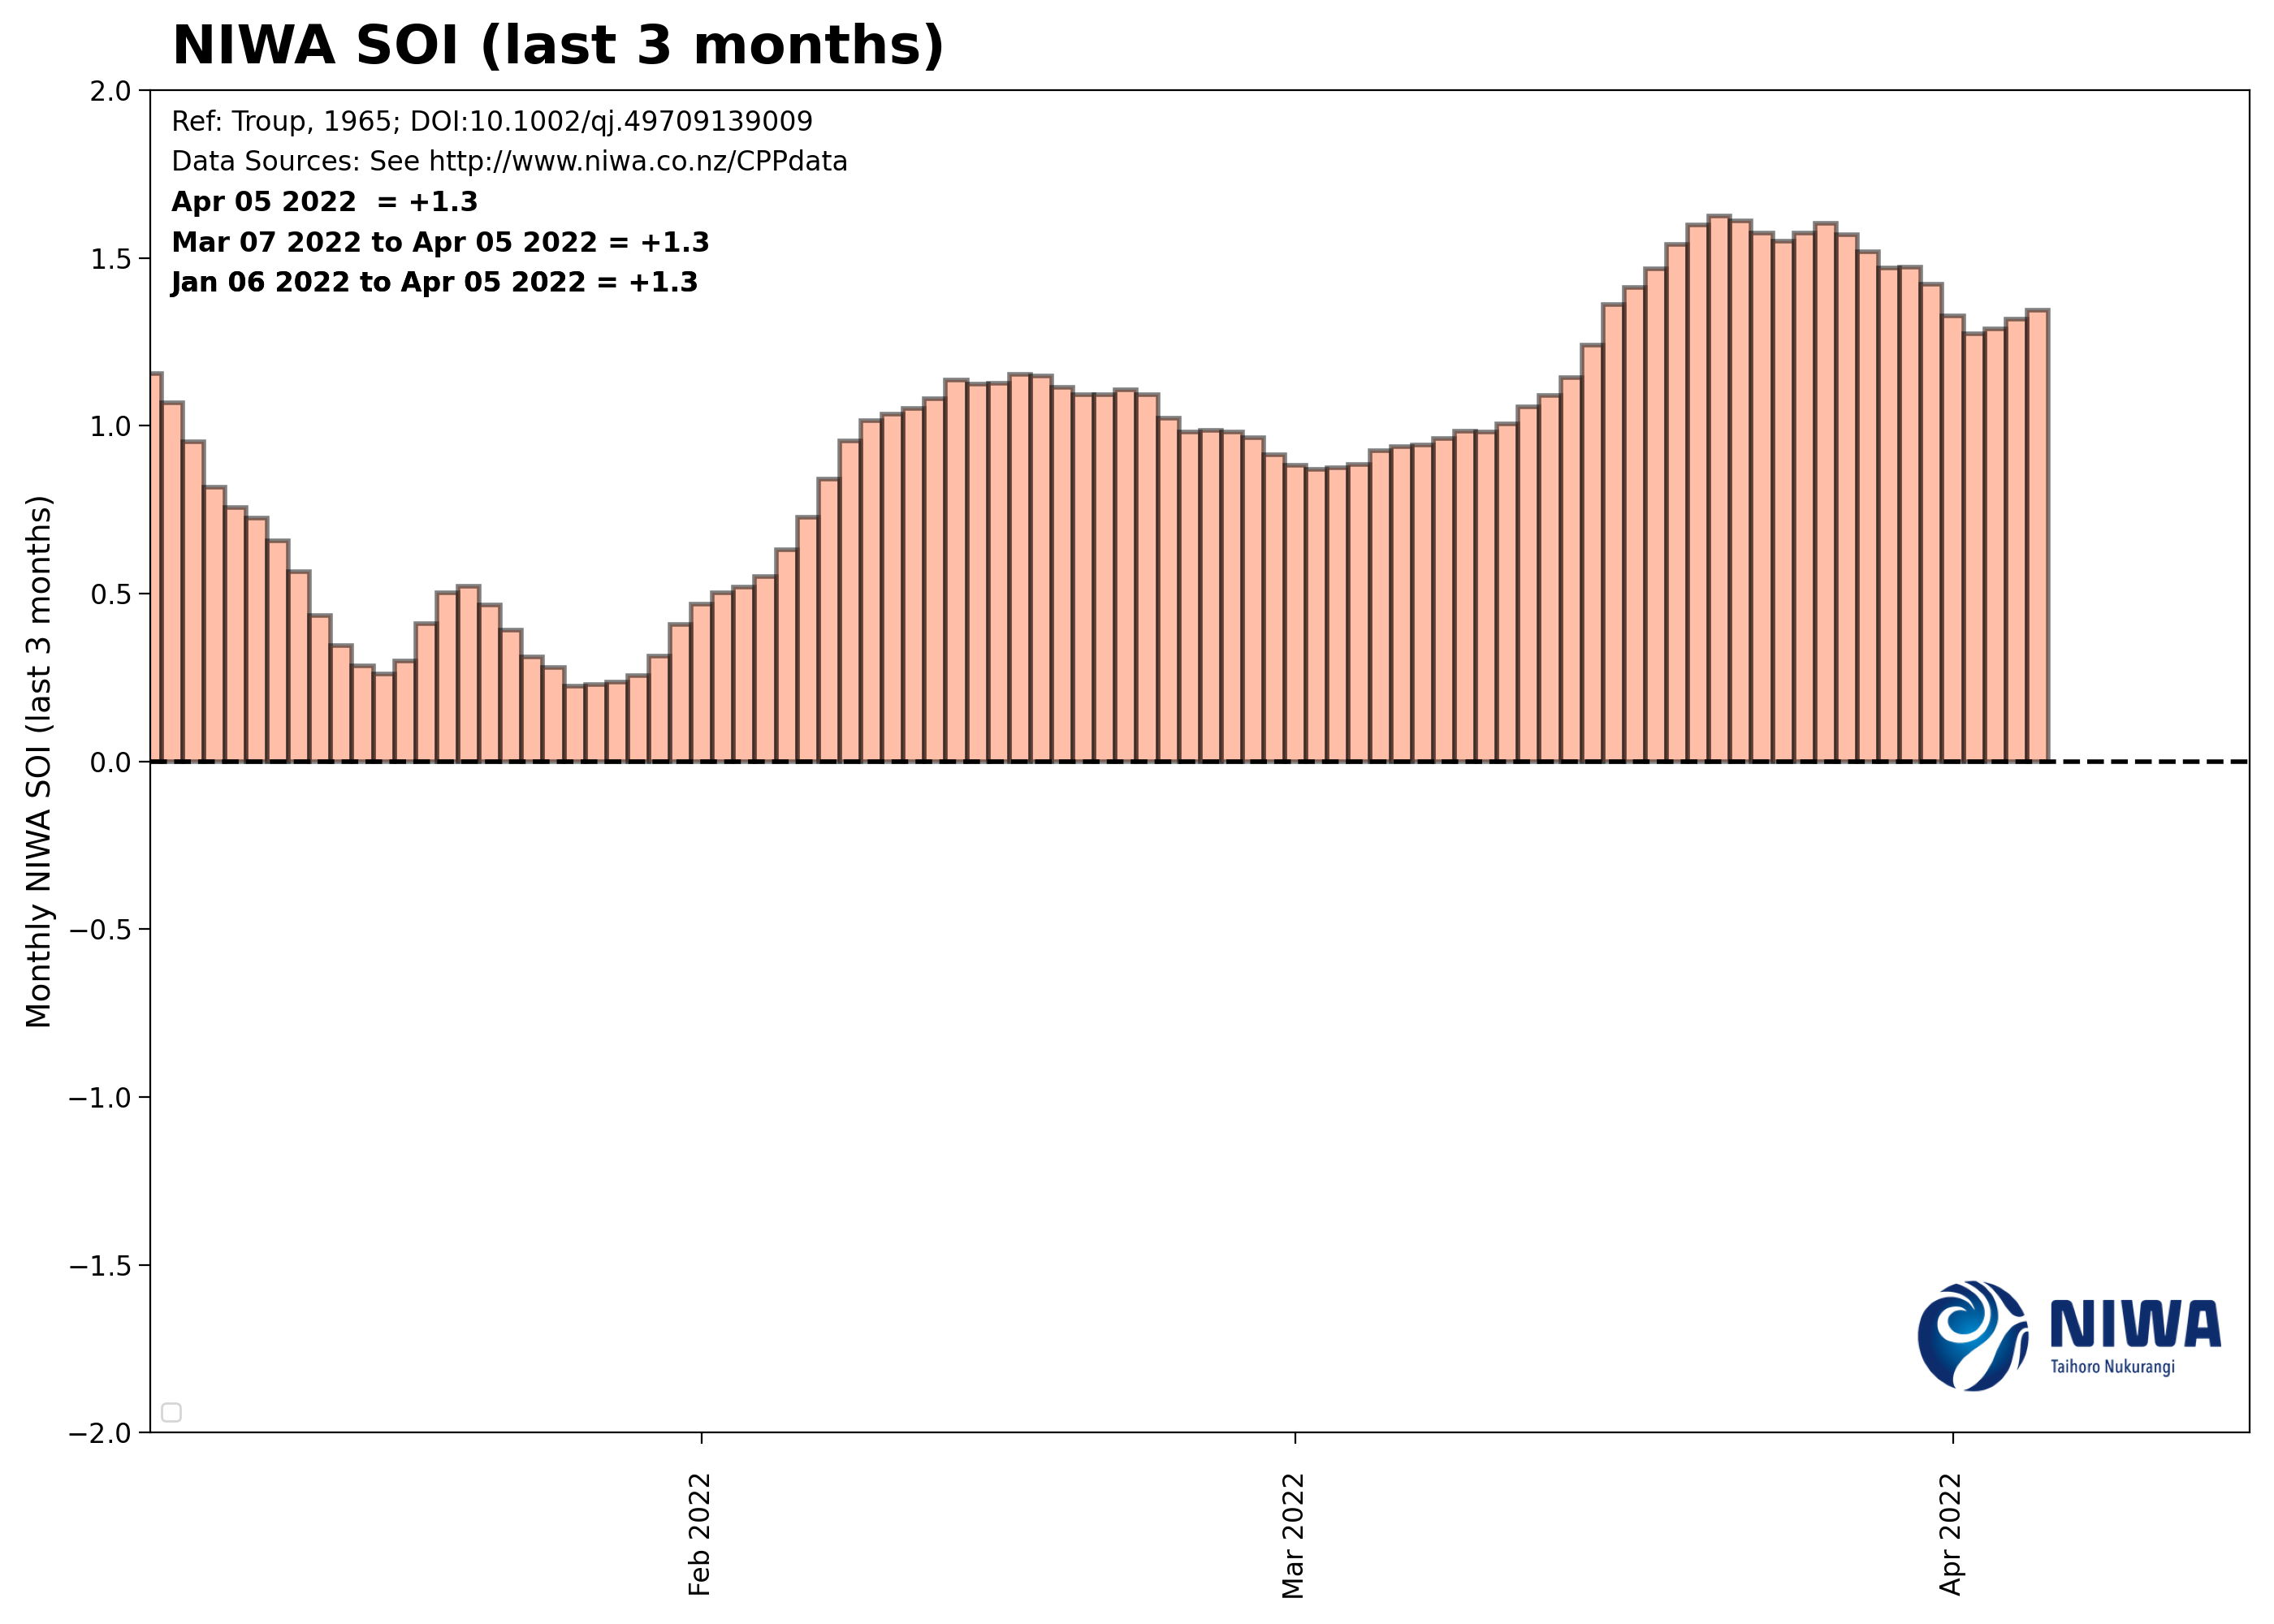 NIWA SOI (last 3 months)
Ref: Troup, 1965; DOI:10.1002/qj.49709139009
Data Sources: See http://www.niwa.co.nz/CPPdata
Apr 05 2022  = +1.3
Mar 07 2022 to Apr 05 2022 = +1.3
Jan 06 2022 to Apr 05 2022 = +1.3
Monthly NIWA SOI (last 3 months)
2.0
1.5
1.0
0.5
0.0
−0.5
−1.0
−1.5
−2.0
NIWA
Taihoro Nukurangi
Feb 2022
Mar 2022
Apr 2022